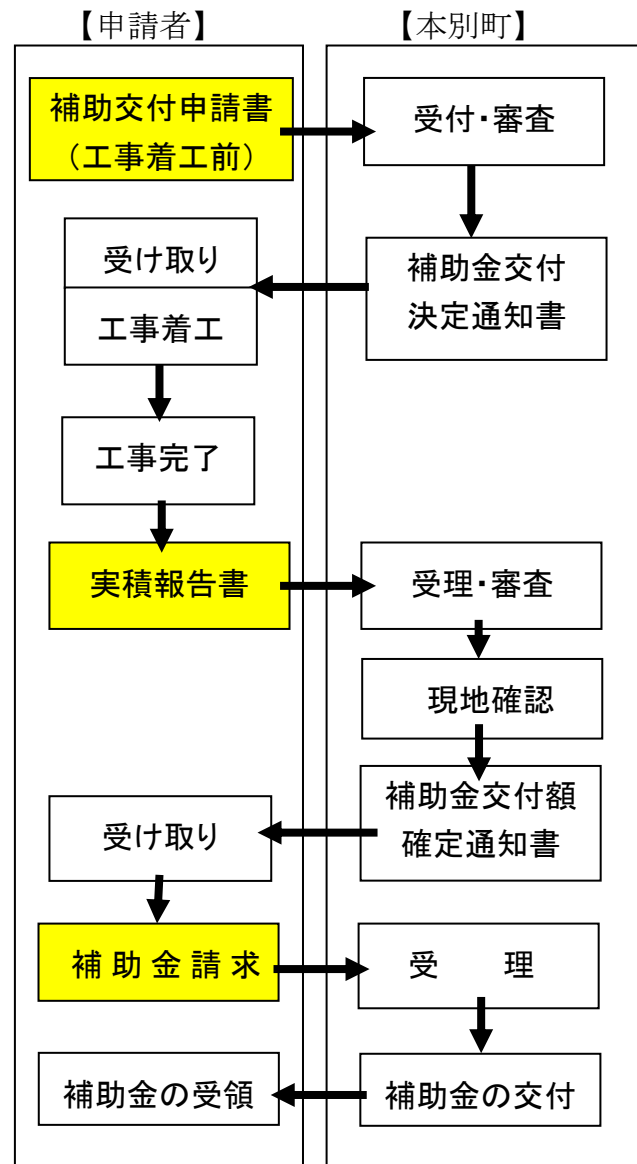 【申請者】
【本別町】
補助交付申請書
（工事着工前）
受付・審査
補助金交付
決定通知書
受け取り
工事着工
工事完了
実積報告書
受理・審査
現地確認
補助金交付額
確定通知書
受け取り
補助金請求
受　　理
補助金の交付
補助金の受領